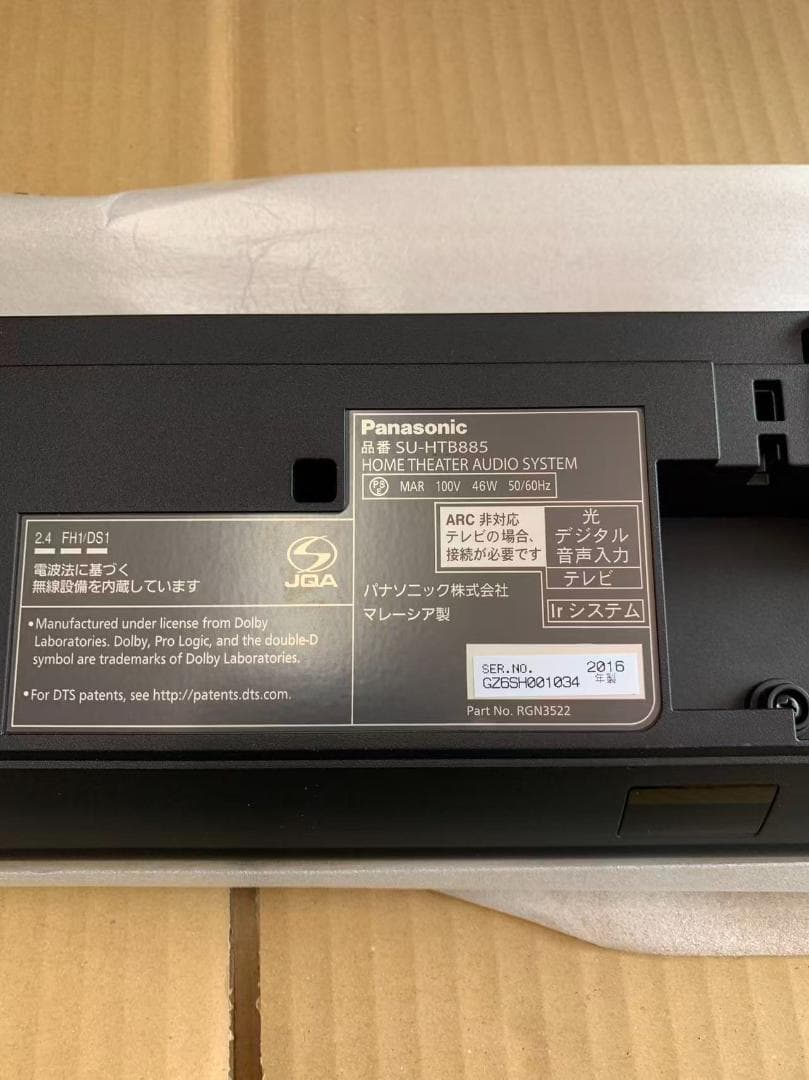 Panasonic
品番 SU-HTB885
HOME THEATER AUDIO SYSTEM
PS
E
MAR 100V 46W 50/60Hz
ARC 非対応
テレビの場合、
接続が必要です
光
デジタル
音声入力
テレビ
Ir システム
パナソニック株式会社
マレーシア製
2.4 FH1/DS1
電波法に基づく
無線設備を内蔵しています
JQA
•Manufactured under license from Dolby
Laboratories. Dolby, Pro Logic, and the double-D
symbol are trademarks of Dolby Laboratories.
•For DTS patents, see http://patents.dts.com.
SER.NO.
GZ6SH001034
2016
年製
Part No. RGN3522